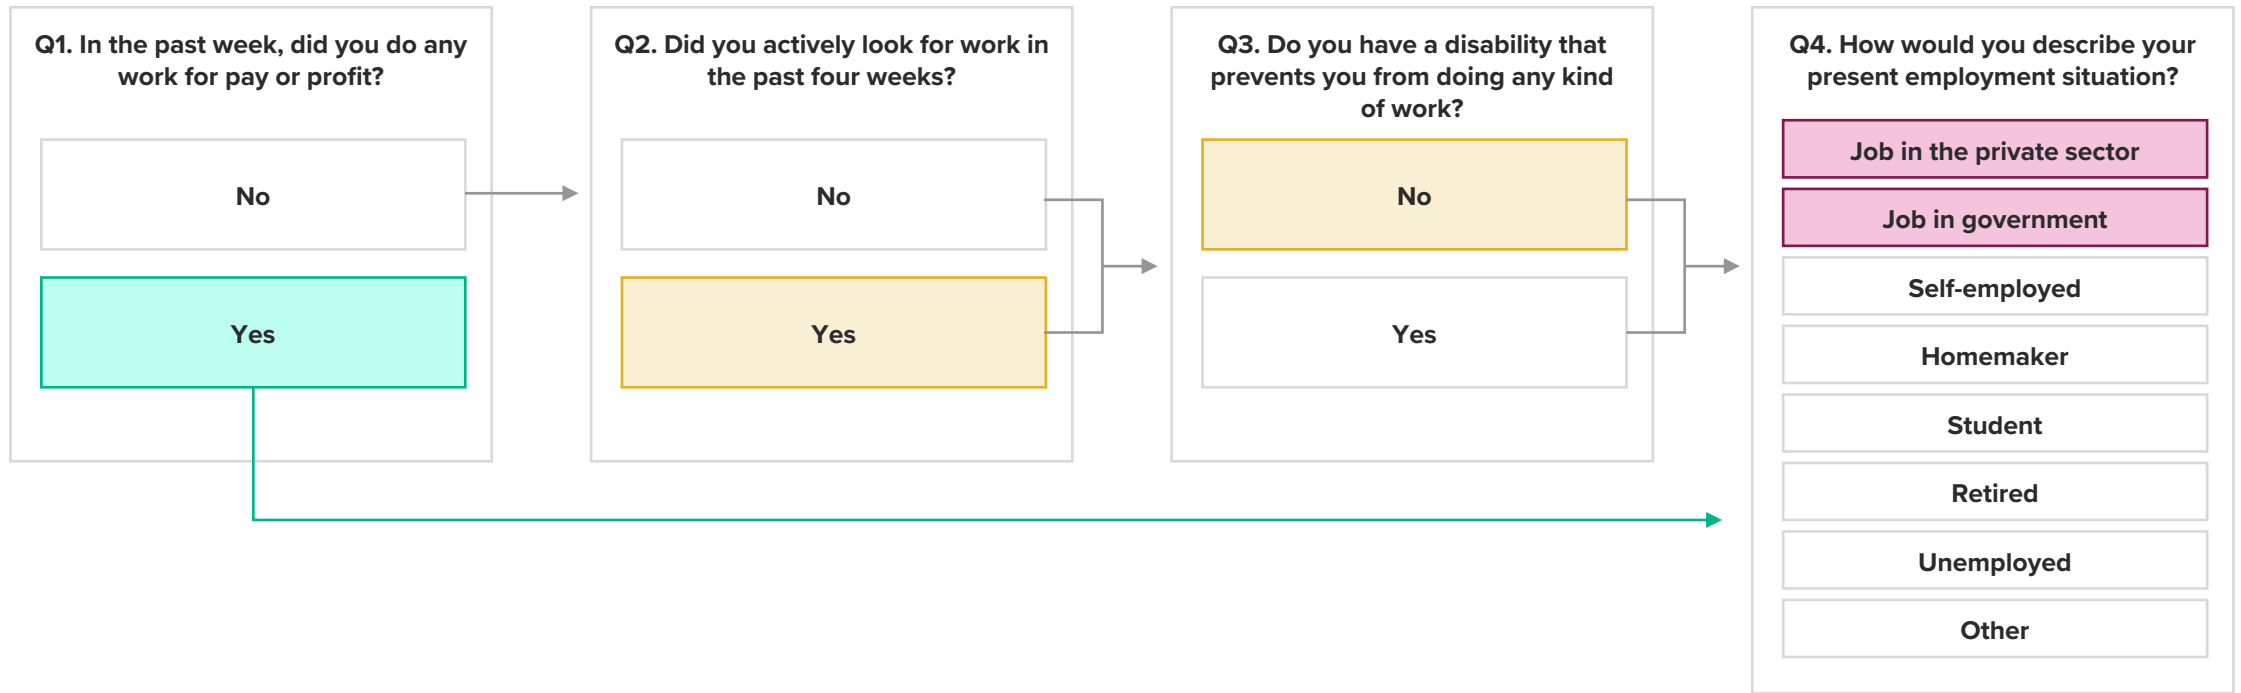 Q1. In the past week, did you do any
work for pay or profit?
No
Yes
Q2. Did you actively look for work in
the past four weeks?
No
Yes
Q3. Do you have a disability that
prevents you from doing any kind
of work?
No
Yes
Q4. How would you describe your
present employment situation?
Job in the private sector
Job in government
Self-employed
Homemaker
Student
Retired
Unemployed
Other